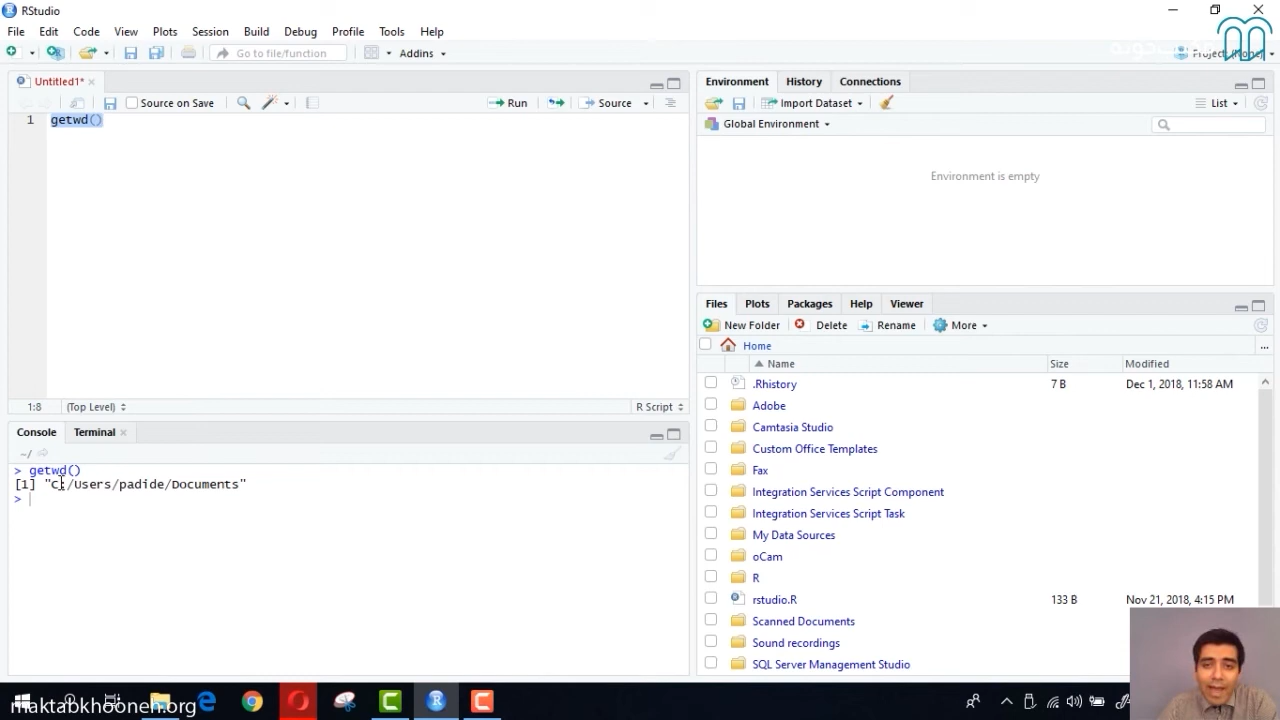 RStudio
File Edit Code View Plots Session Build Debug Profile Tools Help
Go to file/function Addins
Untitled1*
Source on Save Run Source
1 getwd()
1:8 (Top Level) R Script
Console Terminal
~/
> getwd()
[1] "C:/Users/padide/Documents"
>
Environment History Connections
Import Dataset List
Global Environment
Environment is empty
Files Plots Packages Help Viewer
New Folder Delete Rename More
Home ...
Name Size Modified
.Rhistory 7 B Dec 1, 2018, 11:58 AM
Adobe
Camtasia Studio
Custom Office Templates
Fax
Integration Services Script Component
Integration Services Script Task
My Data Sources
oCam
R
rstudio.R 133 B Nov 21, 2018, 4:15 PM
Scanned Documents
Sound recordings
SQL Server Management Studio
maktabkhooneh.org